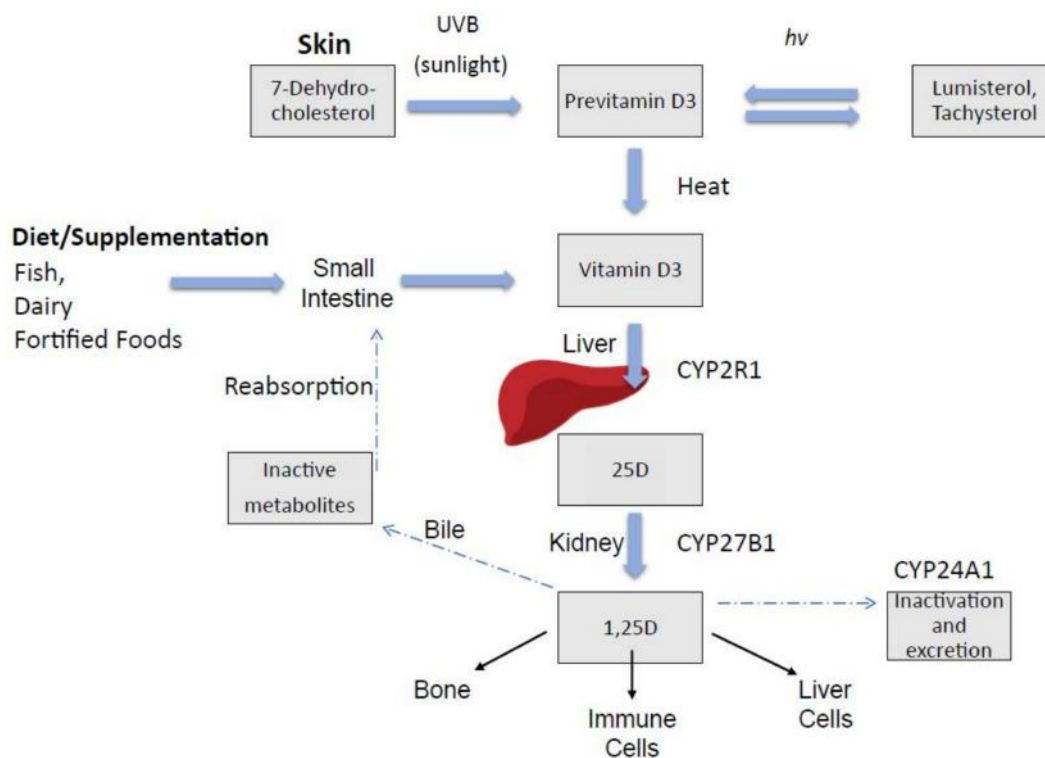 Skin
UVB
(sunlight)
hv
7-Dehydro-
cholesterol
Previtamin D3
Lumisterol,
Tachysterol
Heat
Diet/Supplementation
Fish,
Dairy
Fortified Foods
Small
Intestine
Vitamin D3
Liver
CYP2R1
Reabsorption
25D
Inactive
metabolites
Bile
Kidney
CYP27B1
CYP24A1
Inactivation
and
excretion
1,25D
Bone
Immune
Cells
Liver
Cells